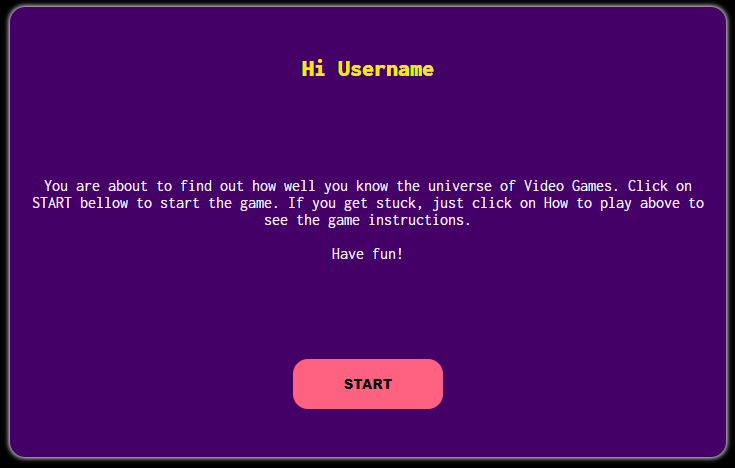 Hi Username
You are about to find out how well you know the universe of Video Games. Click on
START bellow to start the game. If you get stuck, just click on How to play above to
see the game instructions.
Have fun!
START